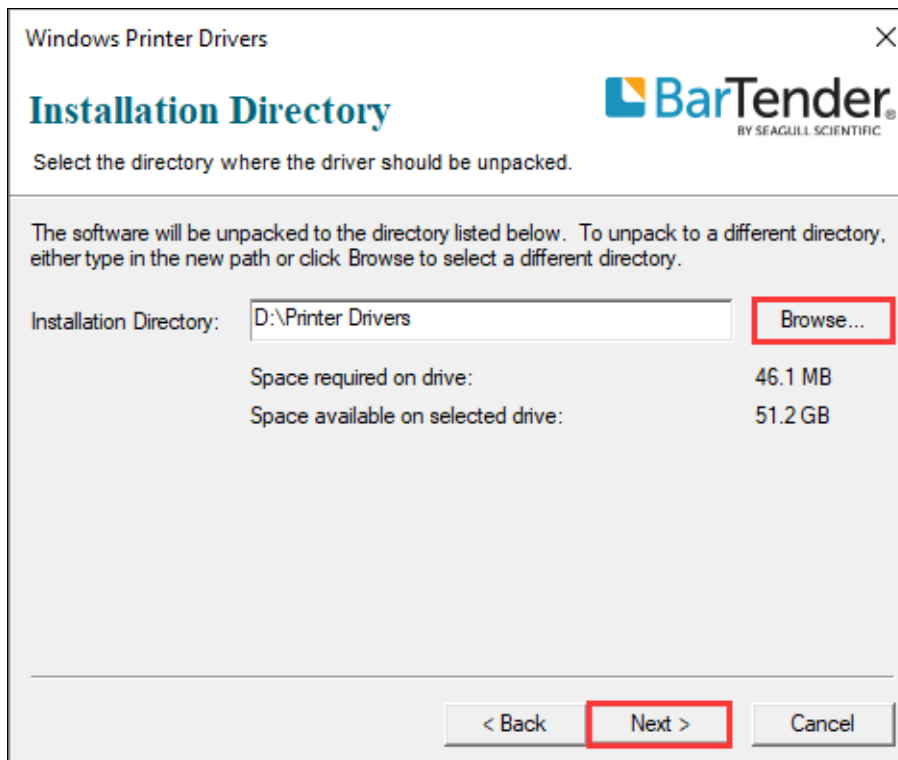 Windows Printer Drivers
Installation Directory
BarTender®
BY SEAGULL SCIENTIFIC
Select the directory where the driver should be unpacked.
The software will be unpacked to the directory listed below. To unpack to a different directory,
either type in the new path or click Browse to select a different directory.
Installation Directory: D:\Printer Drivers Browse...
Space required on drive: 46.1 MB
Space available on selected drive: 51.2 GB
< Back Next > Cancel